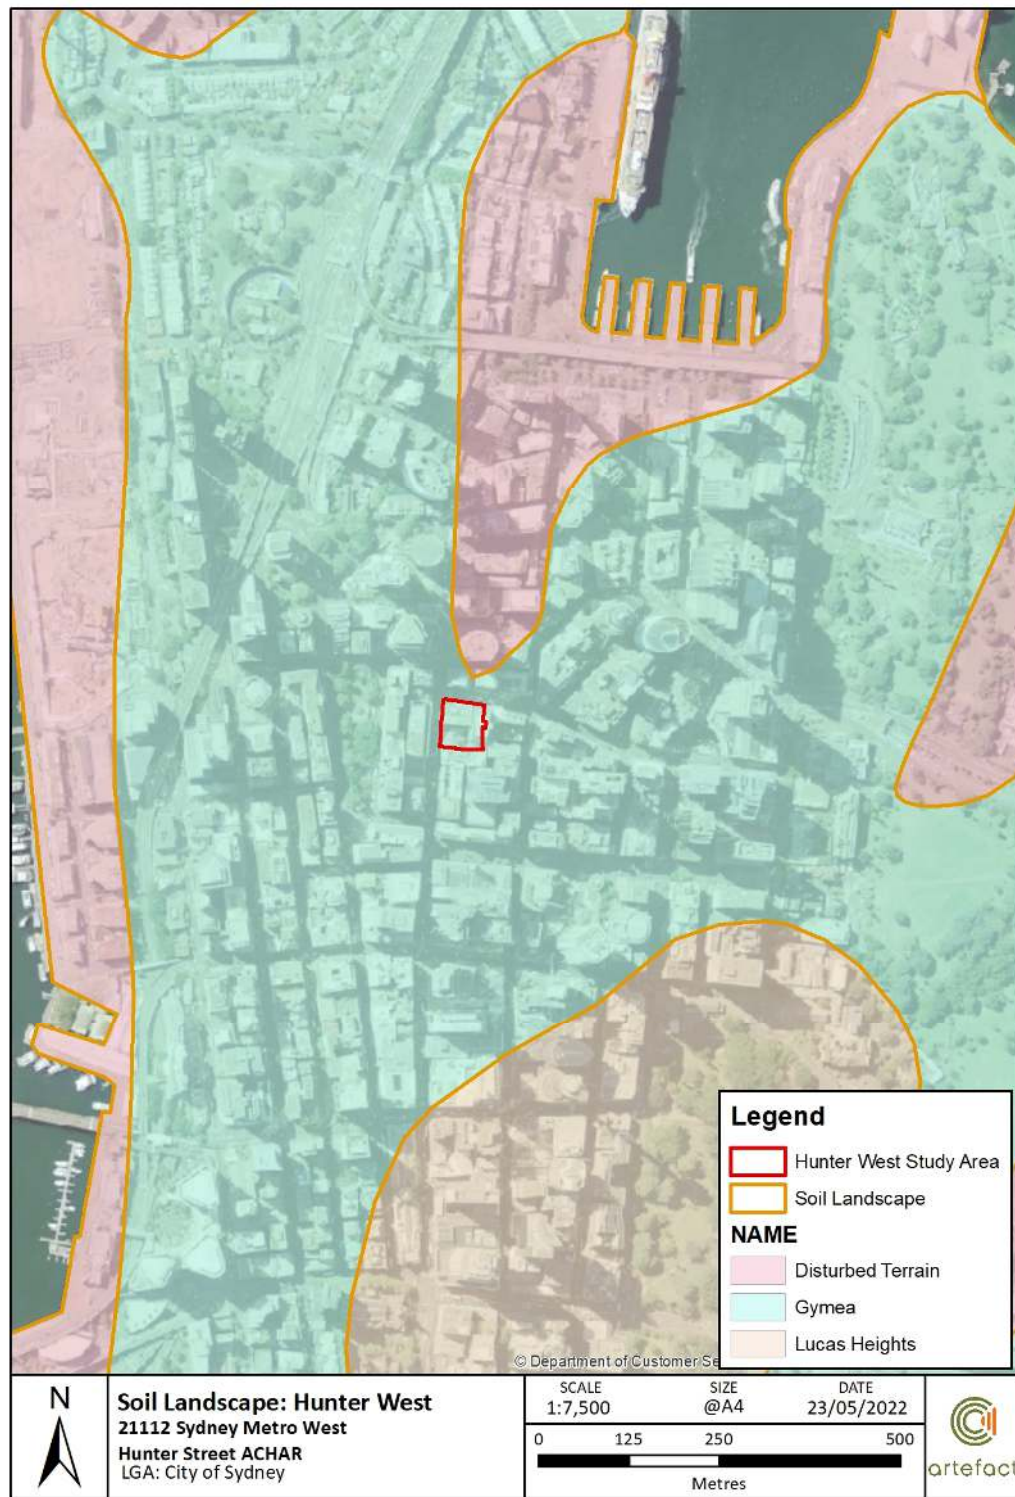 Legend
Hunter West Study Area
Soil Landscape
NAME
Disturbed Terrain
Gymea
Lucas Heights
© Department of Customer Se
N
Soil Landscape: Hunter West
21112 Sydney Metro West
Hunter Street ACHAR
LGA: City of Sydney
SCALE
1:7,500
SIZE
@A4
DATE
23/05/2022
0 125 250 500
Metres
artefact